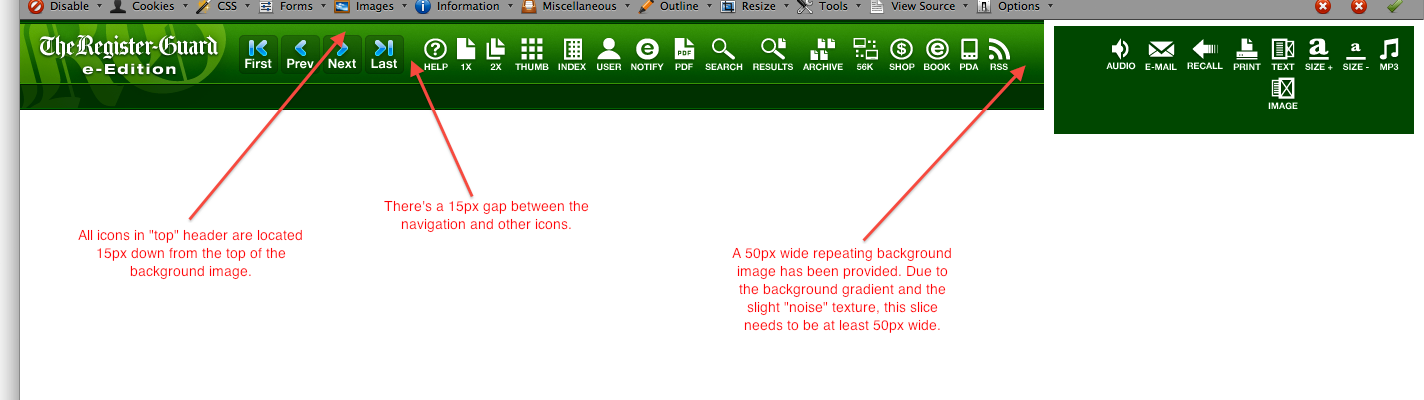 Disable Cookies CSS Forms Images Information Miscellaneous Outline Resize Tools View Source Options
The Register-Guard
e-Edition
First Prev Next Last
HELP 1X 2X THUMB INDEX USER NOTIFY PDF SEARCH RESULTS ARCHIVE 56K SHOP BOOK PDA RSS
PDF
AUDIO E-MAIL RECALL PRINT TEXT SIZE + SIZE - MP3
a a
IMAGE
All icons in "top" header are located
15px down from the top of the
background image.
There's a 15px gap between the
navigation and other icons.
A 50px wide repeating background
image has been provided. Due to
the background gradient and the
slight "noise" texture, this slice
needs to be at least 50px wide.